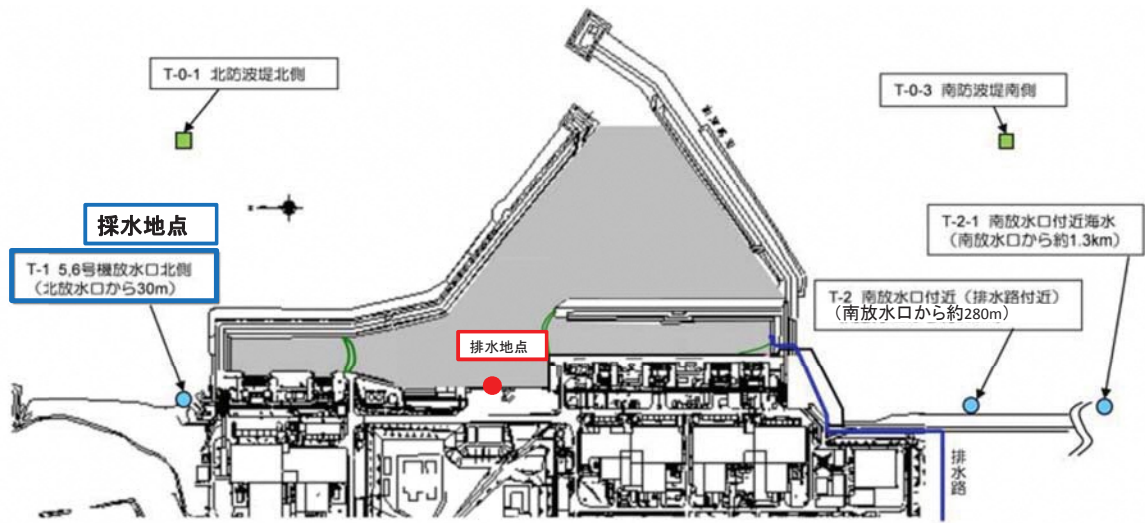 T-0-1 北防波堤北側
T-0-3 南防波堤南側
採水地点
T-1 5,6号機放水口北側
（北放水口から30m）
T-2-1 南放水口付近海水
（南放水口から約1.3km）
T-2 南放水口付近（排水路付近）
（南放水口から約280m）
排水地点
排水路